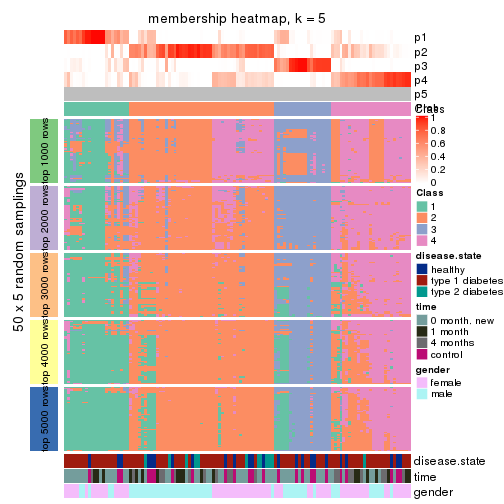 membership heatmap, k = 5
p1
p2
p3
p4
p5
Class
Class
1
0.8
0.6
0.4
0.2
0
Class
1
2
3
4
disease.state
healthy
type 1 diabetes
type 2 diabetes
time
0 month. new
1 month
4 months
control
gender
female
male
50 x 5 random samplings
top 1000 rows
top 2000 rows
top 3000 rows
top 4000 rows
top 5000 rows
disease.state
time
gender